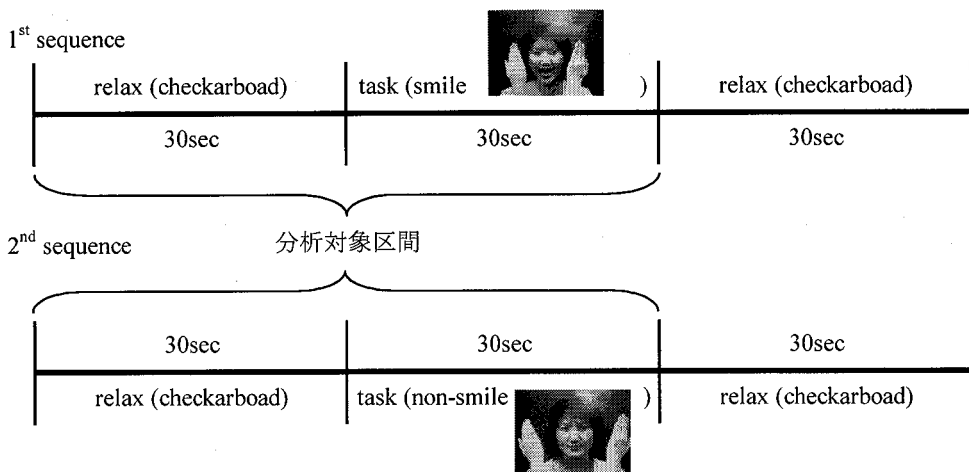 1st sequence
relax (checkarboad) task (smile ) relax (checkarboad)
30sec 30sec 30sec
分析対象区間
2nd sequence
30sec 30sec 30sec
relax (checkarboad) task (non-smile ) relax (checkarboad)